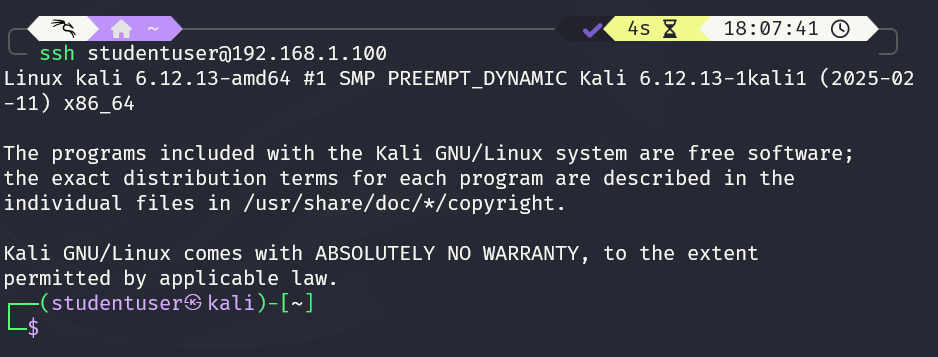 ~ 4s 18:07:41
ssh studentuser@192.168.1.100
Linux kali 6.12.13-amd64 #1 SMP PREEMPT_DYNAMIC Kali 6.12.13-1kali1 (2025-02
-11) x86_64
The programs included with the Kali GNU/Linux system are free software;
the exact distribution terms for each program are described in the
individual files in /usr/share/doc/*/copyright.
Kali GNU/Linux comes with ABSOLUTELY NO WARRANTY, to the extent
permitted by applicable law.
┌──(studentuser㉿kali)-[~]
└─$